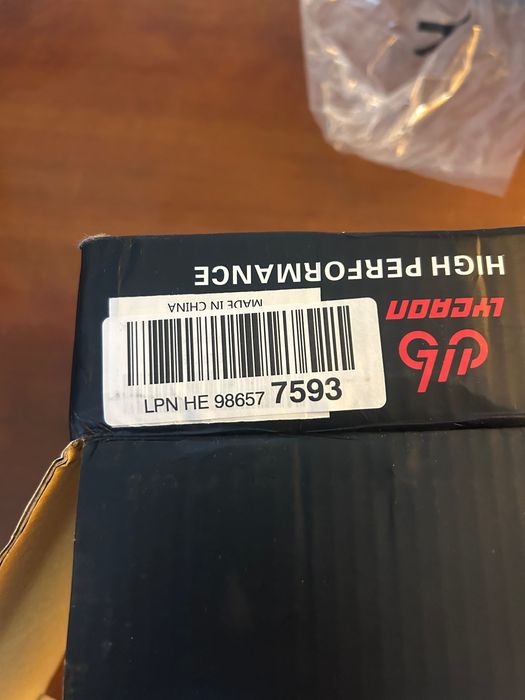 HIGH PERFORMANCE
LYCAON
MADE IN CHINA
LPN HE 98657 7593